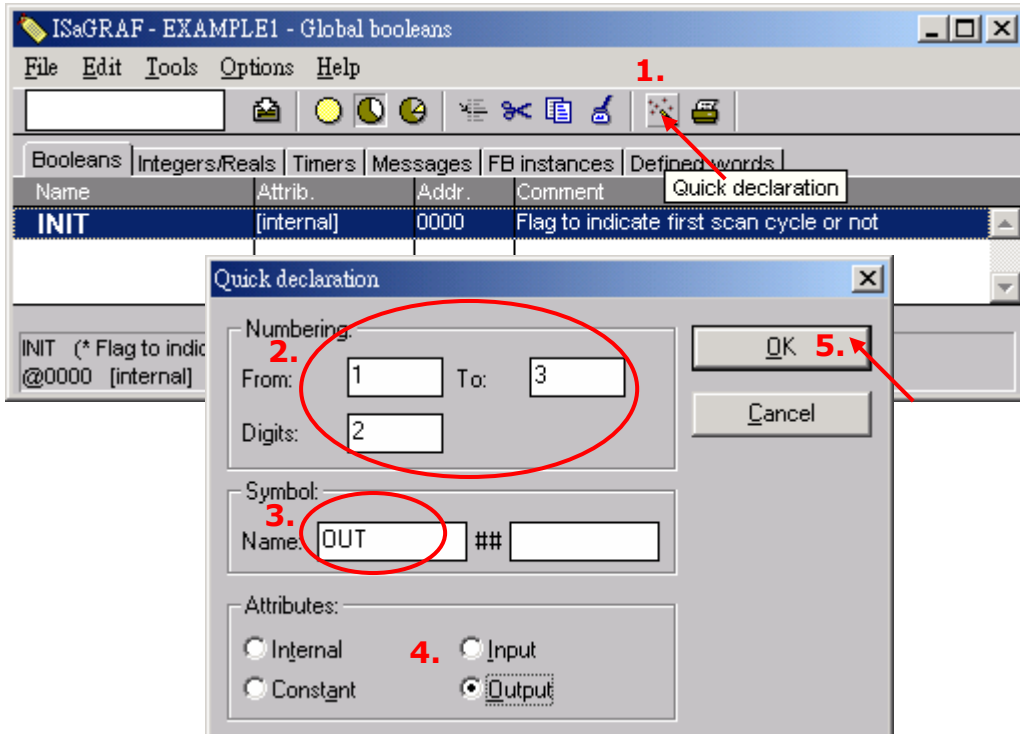 ISaGRAF - EXAMPLE1 - Global booleans
File Edit Tools Options Help
1.
Booleans Integers/Reals Timers Messages FB instances Defined words
Quick declaration
Name Attrib. Addr. Comment
INIT [internal] 0000 Flag to indicate first scan cycle or not
Quick declaration
INIT (* Flag to indic
@0000 [internal]
Numbering:
2.
From: 1 To: 3
Digits: 2
OK 5.
Cancel
Symbol:
3.
Name: OUT ##
Attributes:
Internal 4. Input
Constant Output